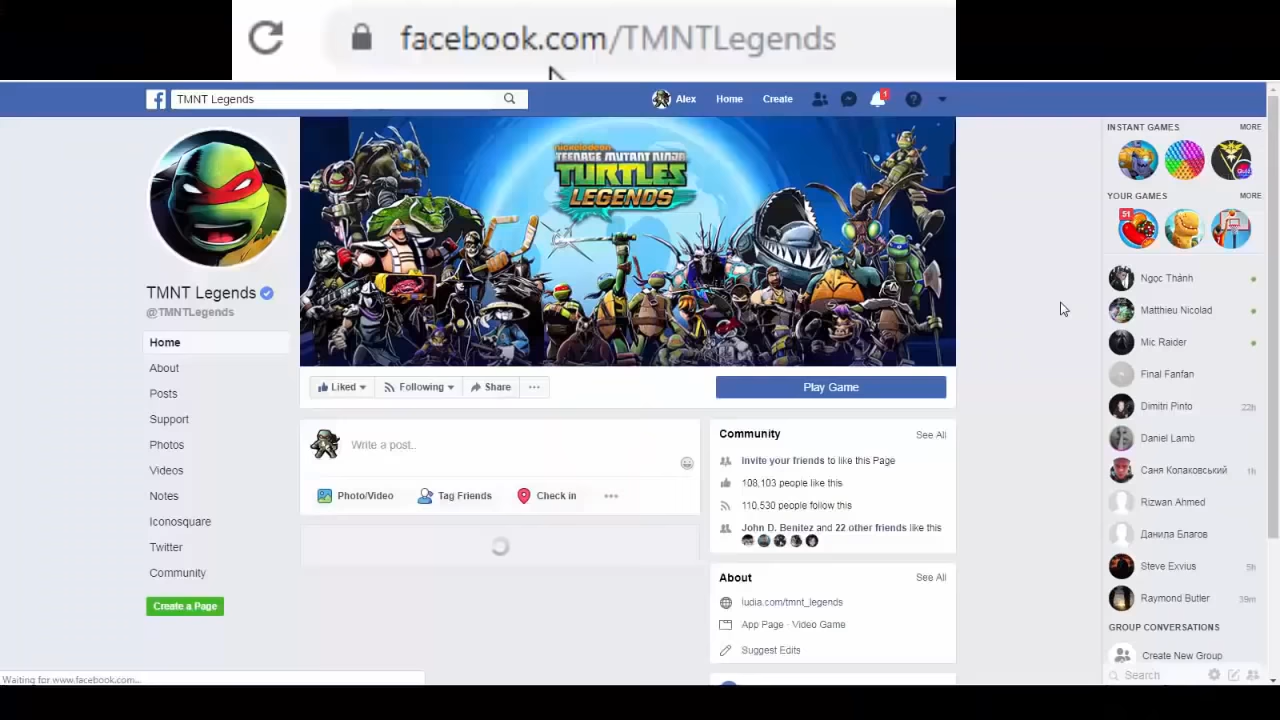 facebook.com/TMNTLegends
TMNT Legends
Alex
Home
Create
1
?
TMNT Legends
@TMNTLegends
Home
About
Posts
Support
Photos
Videos
Notes
Iconosquare
Twitter
Community
Create a Page
nickelodeon
TEENAGE MUTANT NINJA
TURTLES
LEGENDS
Liked
Following
Share
Play Game
Write a post..
Photo/Video
Tag Friends
Check in
Community
See All
Invite your friends to like this Page
108,103 people like this
110,530 people follow this
John D. Benitez and 22 other friends like this
About
See All
ludia.com/tmnt_legends
App Page · Video Game
Suggest Edits
INSTANT GAMES
MORE
YOUR GAMES
MORE
51
Ngọc Thành
Matthieu Nicolad
Mic Raider
Final Fanfan
Dimitri Pinto 22h
Daniel Lamb
Саня Колаковський 1h
Rizwan Ahmed
Данила Благов
Steve Exvius 5h
Raymond Butler 39m
GROUP CONVERSATIONS
Create New Group
Search
Waiting for www.facebook.com...